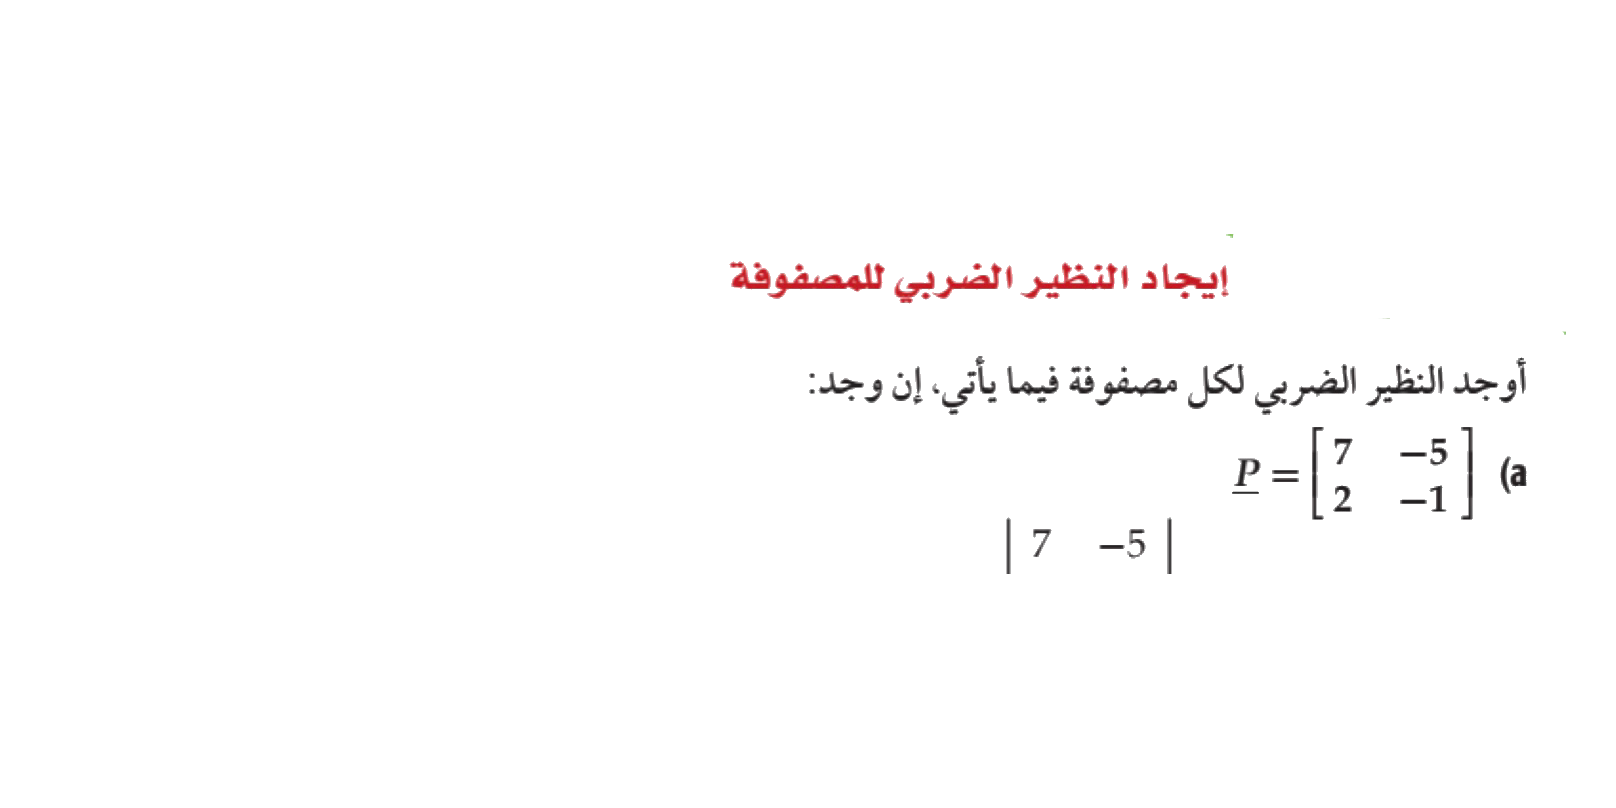 إيجاد النظير الضربي للمصفوفة
أوجد النظير الضربي لكل مصفوفة فيما يأتي، إن وجد:
(a P = [7 −5
2 −1]
| 7 −5 |